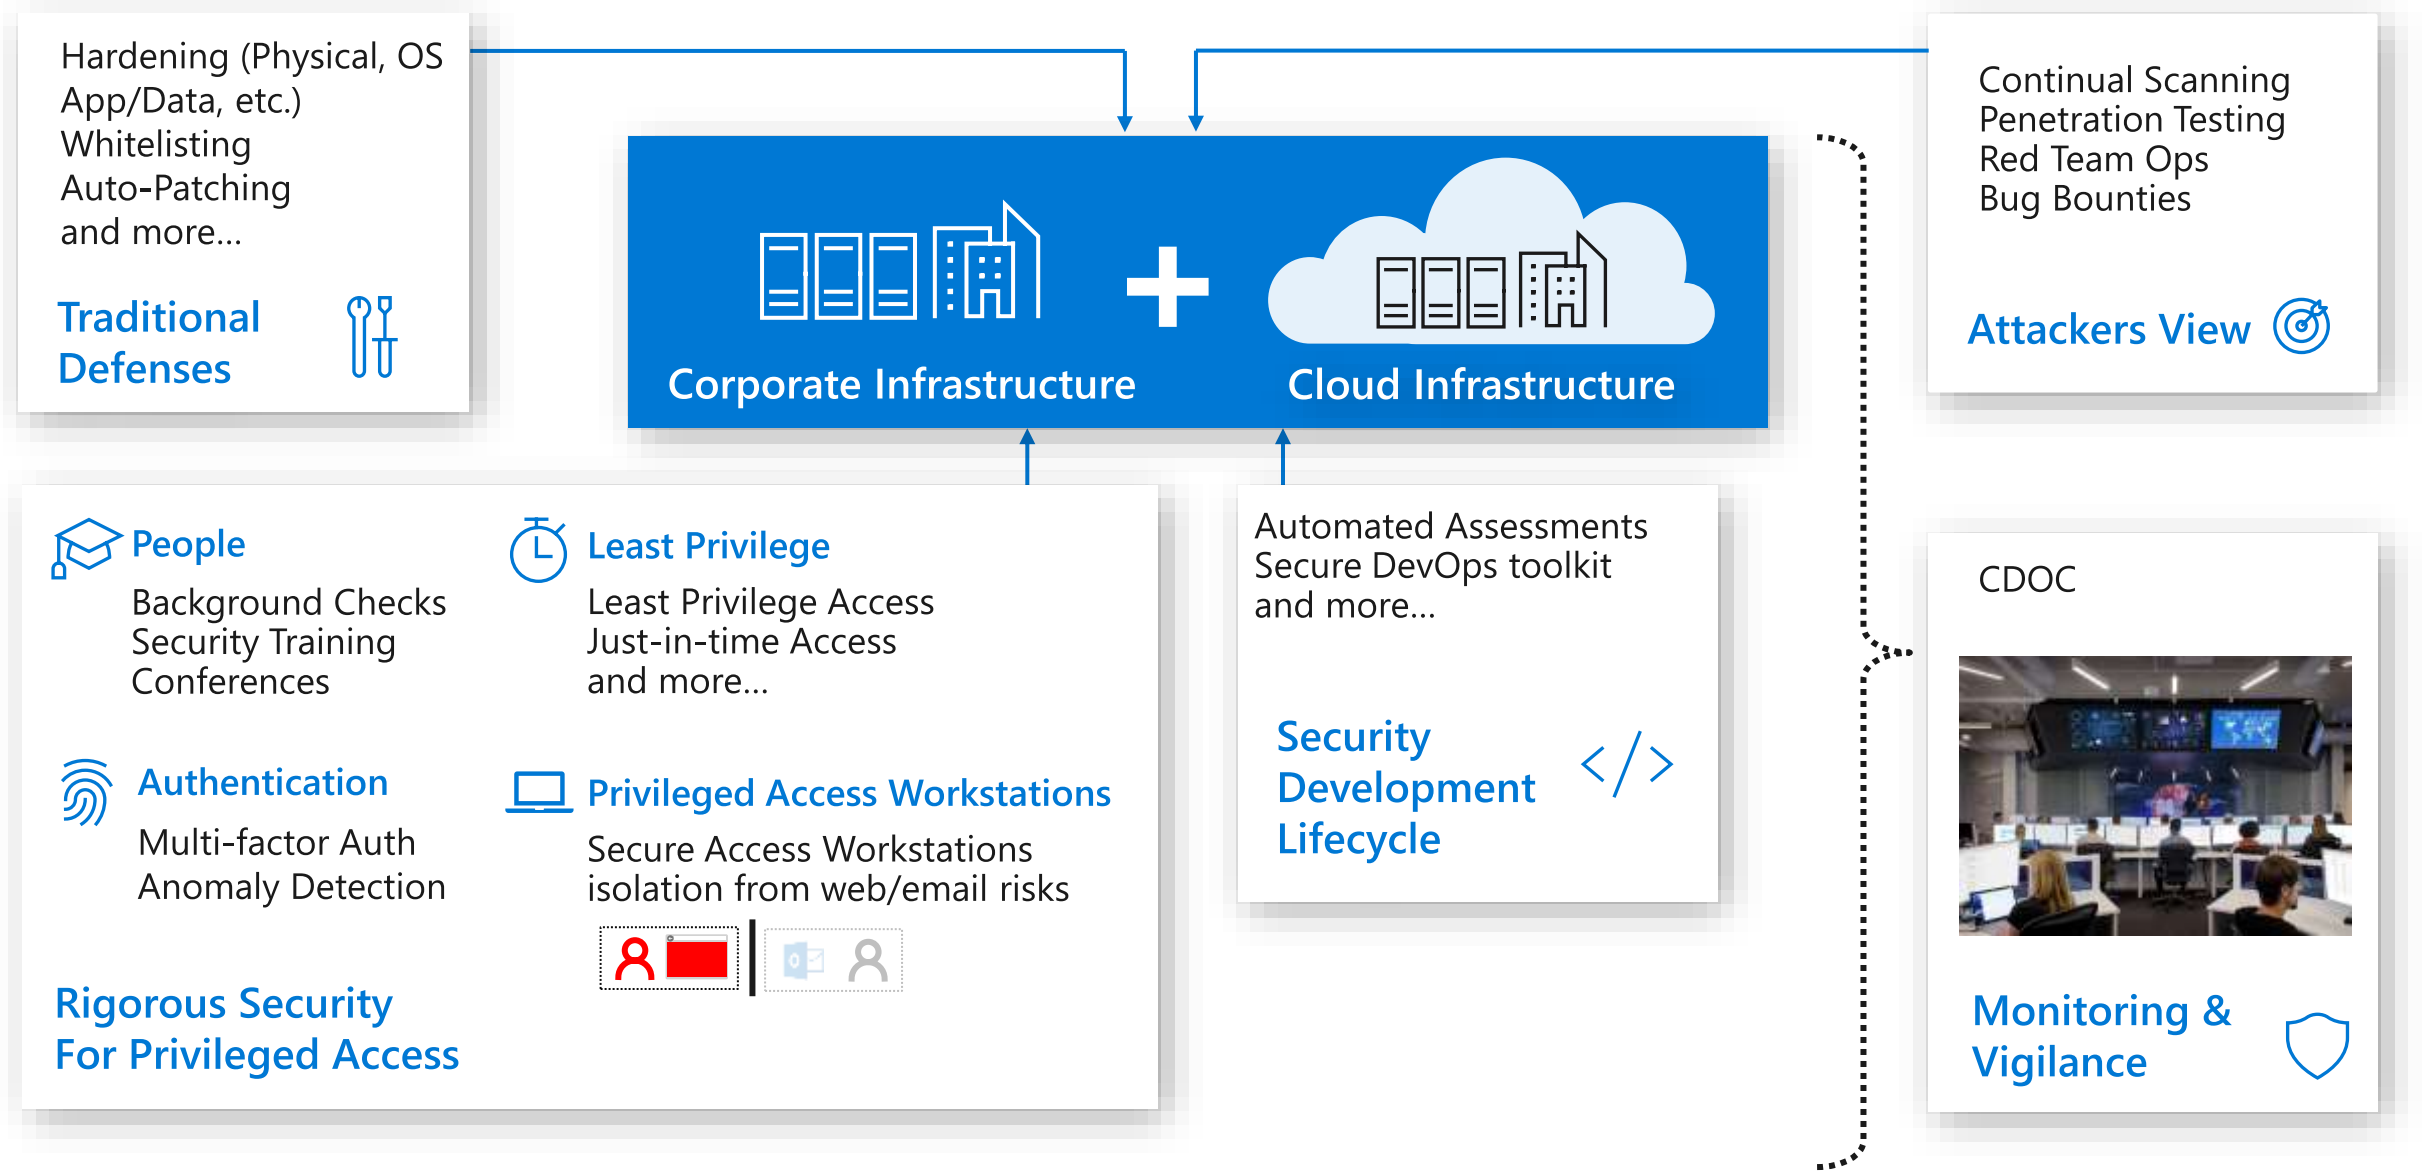 Hardening (Physical, OS
App/Data, etc.)
Whitelisting
Auto-Patching
and more...
Traditional
Defenses
Corporate Infrastructure
Cloud Infrastructure
Continual Scanning
Penetration Testing
Red Team Ops
Bug Bounties
Attackers View
People
Background Checks
Security Training
Conferences
Least Privilege
Least Privilege Access
Just-in-time Access
and more...
Authentication
Multi-factor Auth
Anomaly Detection
Privileged Access Workstations
Secure Access Workstations
isolation from web/email risks
Rigorous Security
For Privileged Access
Automated Assessments
Secure DevOps toolkit
and more...
Security
Development
Lifecycle
CDOC
Monitoring &
Vigilance